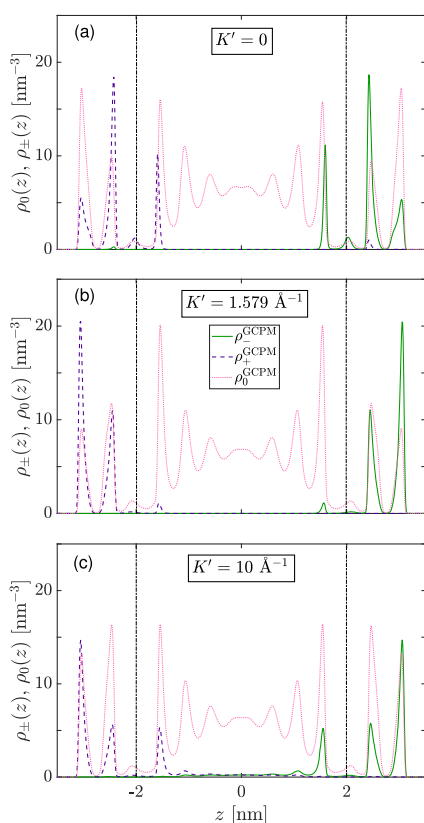 (a)
K′ = 0
20
10
0
ρ₀(z), ρ±(z) [nm⁻³]
(b)
K′ = 1.579 Å⁻¹
ρ₋ᴳᶜᴾᴹ
ρ₊ᴳᶜᴾᴹ
ρ₀ᴳᶜᴾᴹ
20
10
0
ρ±(z), ρ₀(z) [nm⁻³]
(c)
K′ = 10 Å⁻¹
20
10
0
ρ±(z), ρ₀(z) [nm⁻³]
-2 0 2
z [nm]